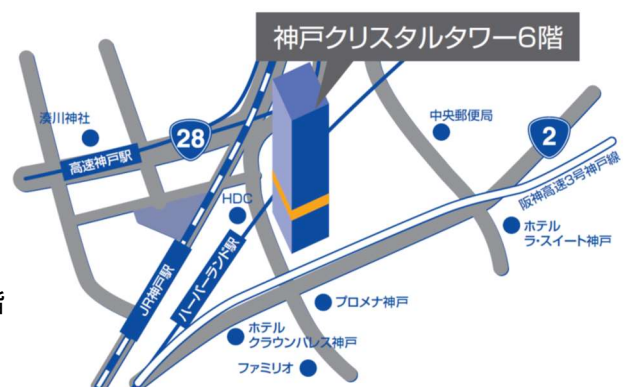 神戸クリスタルタワー6階
湊川神社
28
高速神戸駅
中央郵便局
2
阪神高速3号神戸線
HDC
ホテル
ラ・スイート神戸
JR神戸駅
ハーバーランド駅
プロメナ神戸
ホテル
クラウンパレス神戸
ファミリオ